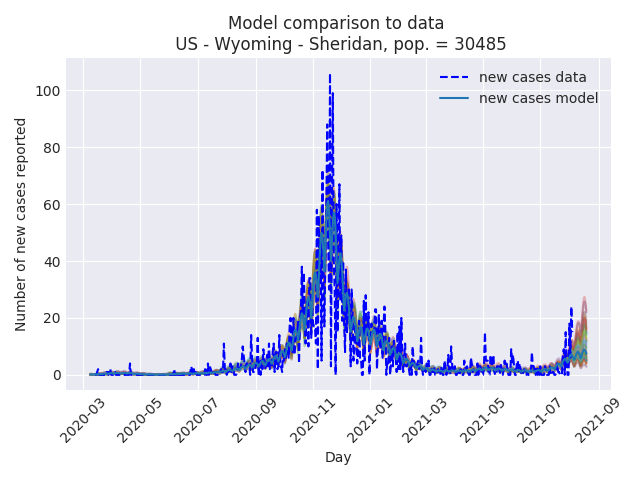 Model comparison to data
US - Wyoming - Sheridan, pop. = 30485
new cases data
new cases model
Number of new cases reported
100
80
60
40
20
0
2020-03
2020-05
2020-07
2020-09
2020-11
2021-01
2021-03
2021-05
2021-07
2021-09
Day